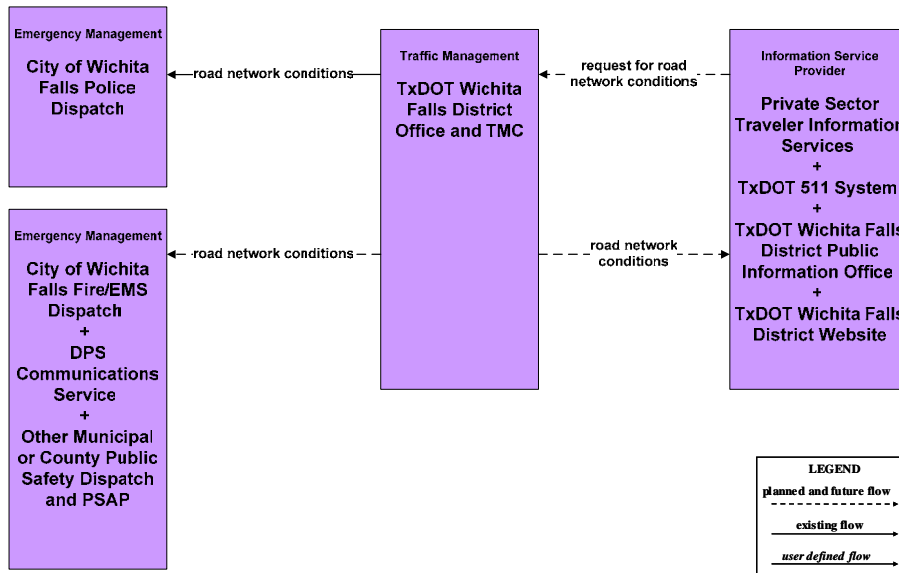 Emergency Management
City of Wichita
Falls Police
Dispatch
road network conditions
Traffic Management
TxDOT Wichita
Falls District
Office and TMC
request for road
network conditions
Information Service
Provider
Private Sector
Traveler Information
Services
+
TxDOT 511 System
+
TxDOT Wichita Falls
District Public
Information Office
+
TxDOT Wichita Falls
District Website
Emergency Management
City of Wichita
Falls Fire/EMS
Dispatch
+
DPS
Communications
Service
+
Other Municipal
or County Public
Safety Dispatch
and PSAP
road network conditions
road network
conditions
LEGEND
planned and future flow
existing flow
user defined flow